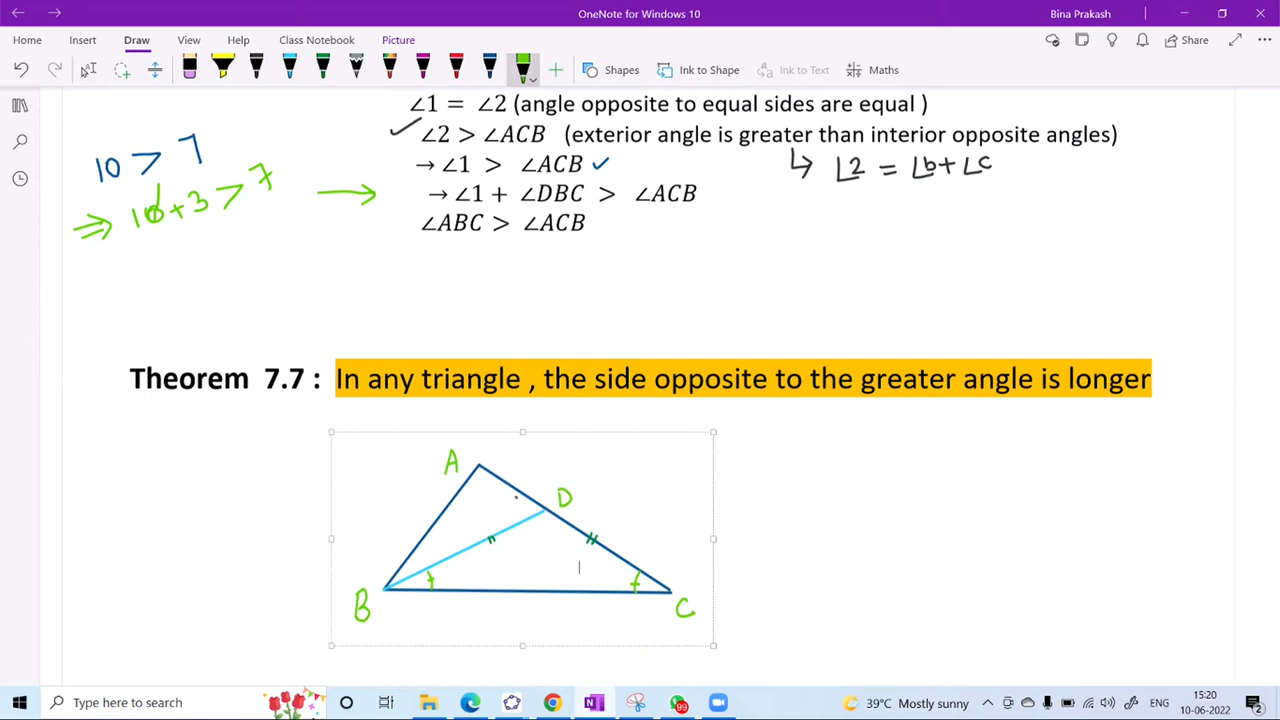 OneNote for Windows 10
Bina Prakash
Home Insert Draw View Help Class Notebook Picture
Share
Shapes Ink to Shape Ink to Text Maths
∠1 = ∠2 (angle opposite to equal sides are equal )
∠2 > ∠ACB (exterior angle is greater than interior opposite angles)
→ ∠1 > ∠ACB
→ ∠1 + ∠DBC > ∠ACB
∠ABC > ∠ACB
↳ ∠2 = ∠b + ∠c
10 > 7
⇒ 10 + 3 > 7 →
Theorem 7.7 : In any triangle , the side opposite to the greater angle is longer
A
D
B
C
Type here to search
99
39°C Mostly sunny
ENG
15:20
10-06-2022
2